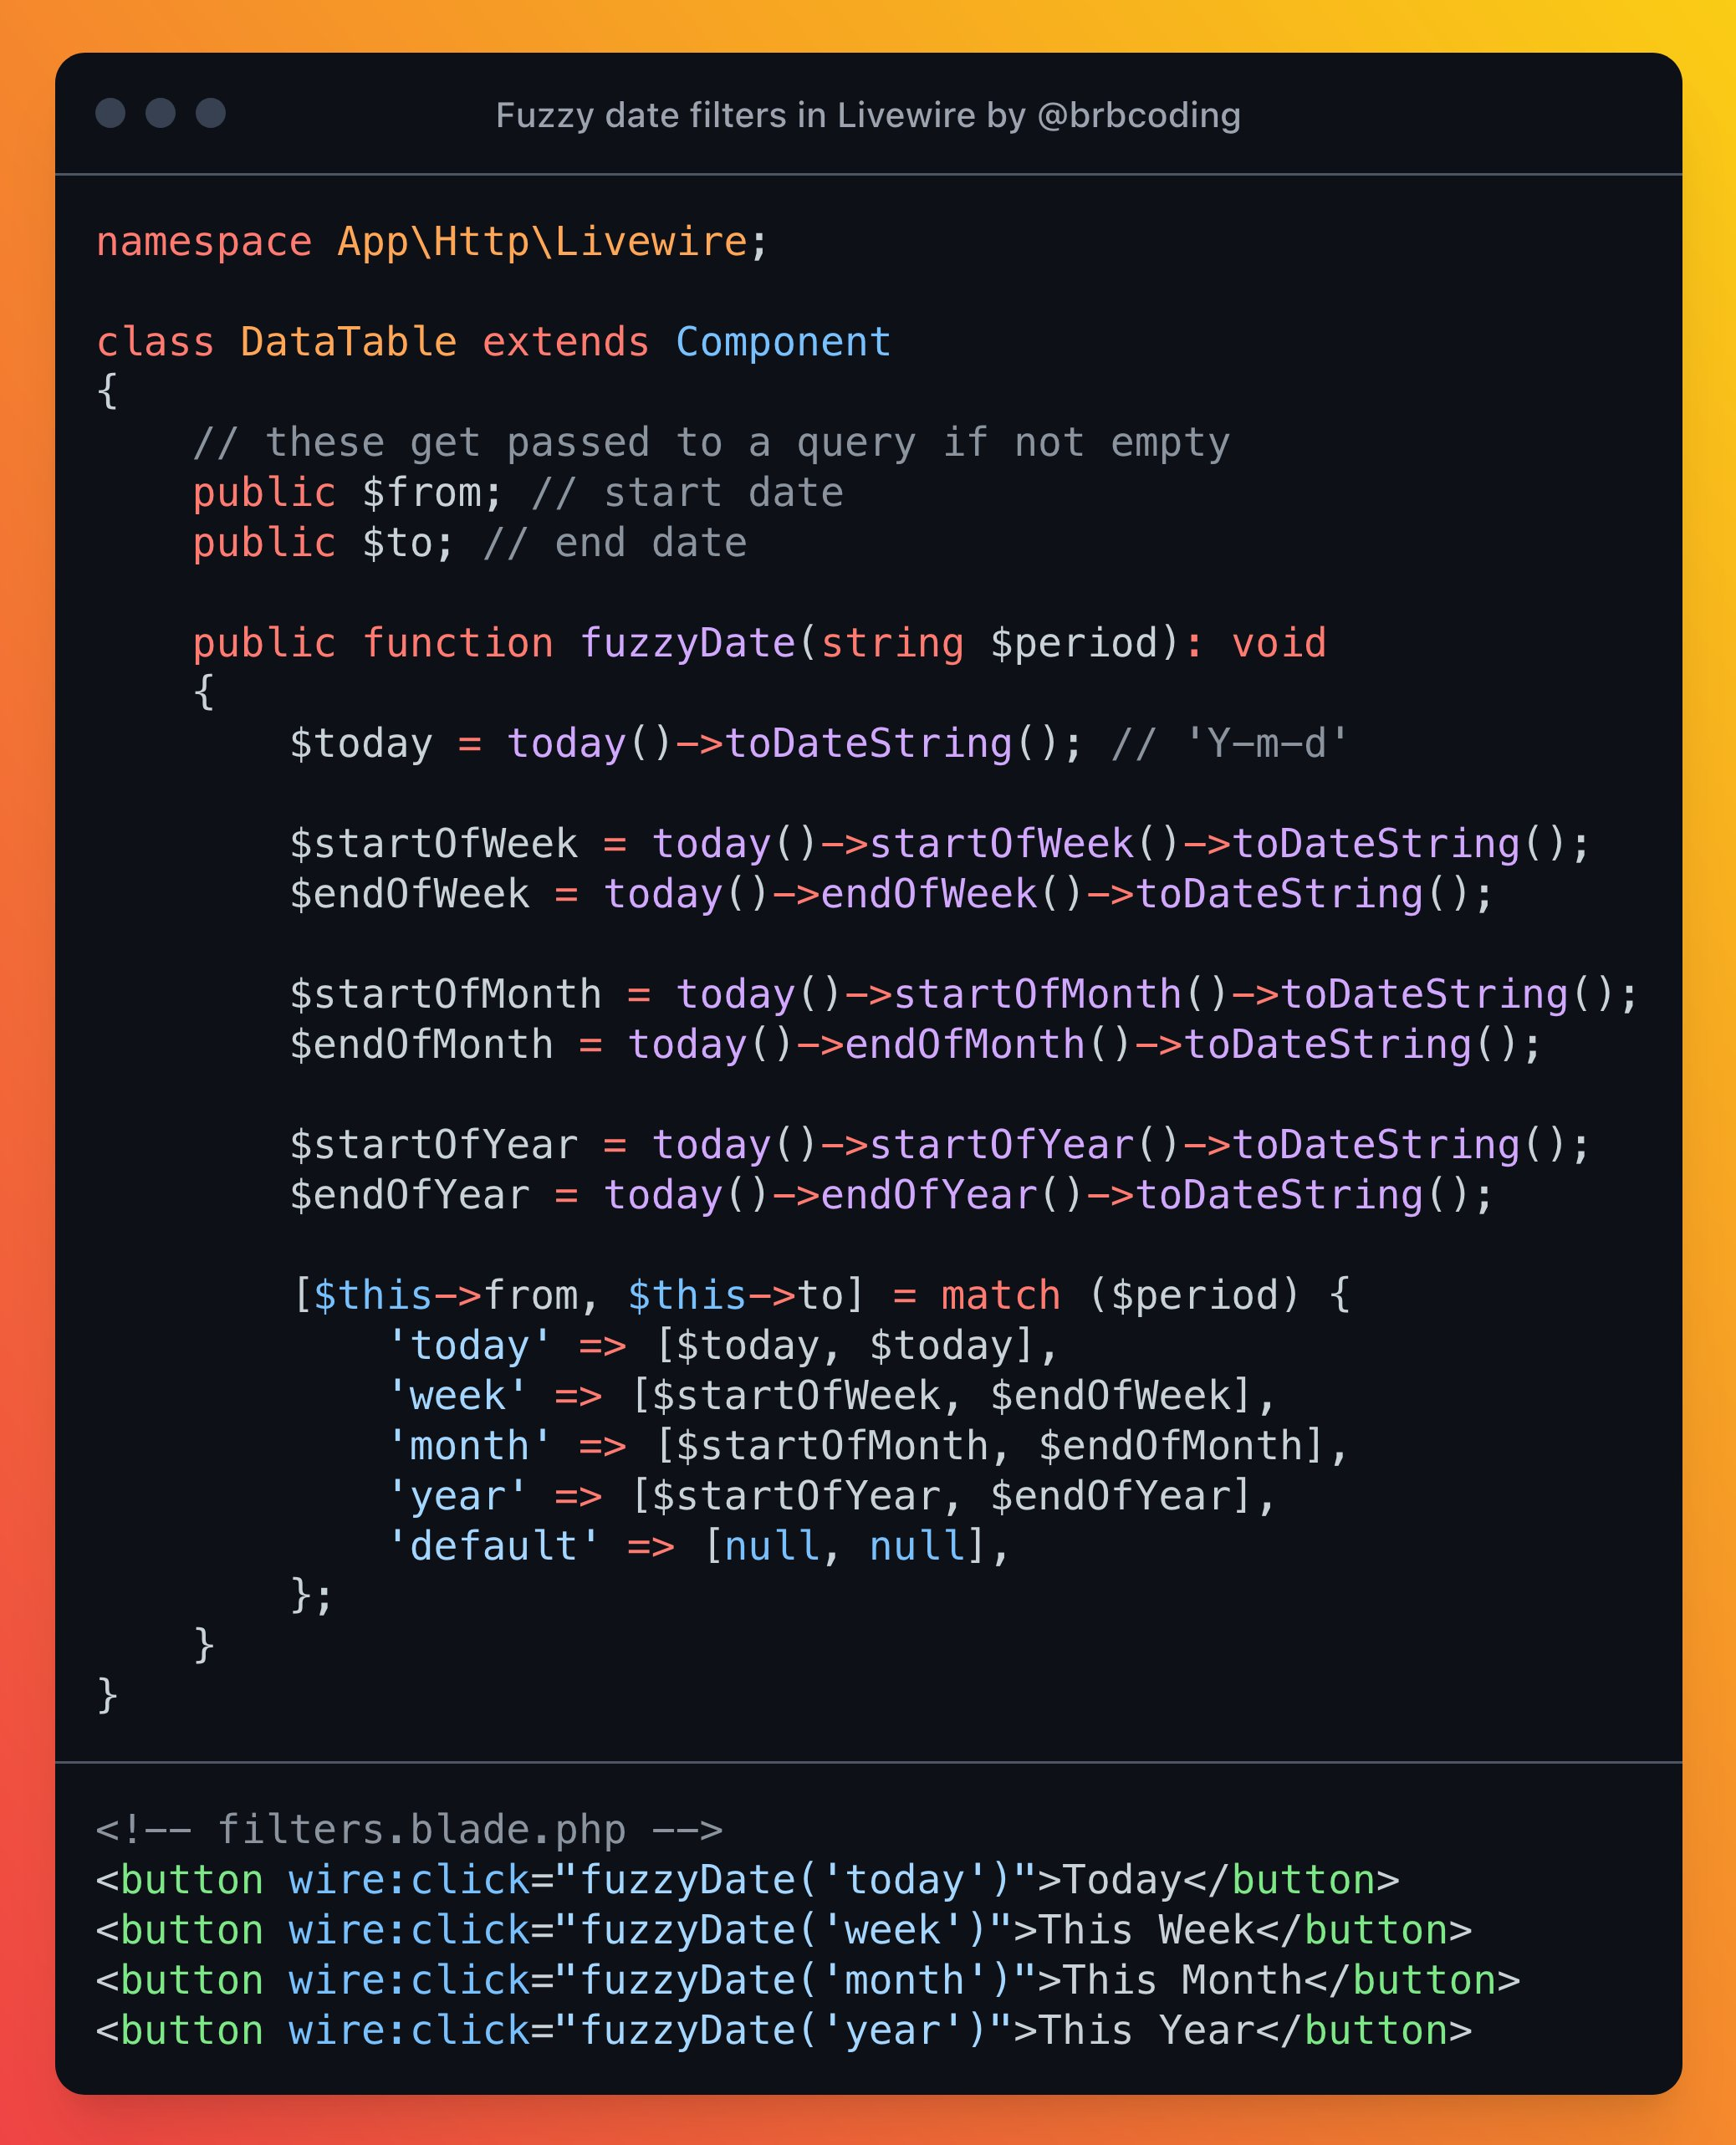 Fuzzy date filters in Livewire by @brbcoding
namespace App\Http\Livewire;
class DataTable extends Component
{
    // these get passed to a query if not empty
    public $from; // start date
    public $to; // end date
    public function fuzzyDate(string $period): void
    {
        $today = today()->toDateString(); // 'Y-m-d'
        $startOfWeek = today()->startOfWeek()->toDateString();
        $endOfWeek = today()->endOfWeek()->toDateString();
        $startOfMonth = today()->startOfMonth()->toDateString();
        $endOfMonth = today()->endOfMonth()->toDateString();
        $startOfYear = today()->startOfYear()->toDateString();
        $endOfYear = today()->endOfYear()->toDateString();
        [$this->from, $this->to] = match ($period) {
            'today' => [$today, $today],
            'week' => [$startOfWeek, $endOfWeek],
            'month' => [$startOfMonth, $endOfMonth],
            'year' => [$startOfYear, $endOfYear],
            'default' => [null, null],
        };
    }
}
<!-- filters.blade.php -->
<button wire:click="fuzzyDate('today')">Today</button>
<button wire:click="fuzzyDate('week')">This Week</button>
<button wire:click="fuzzyDate('month')">This Month</button>
<button wire:click="fuzzyDate('year')">This Year</button>